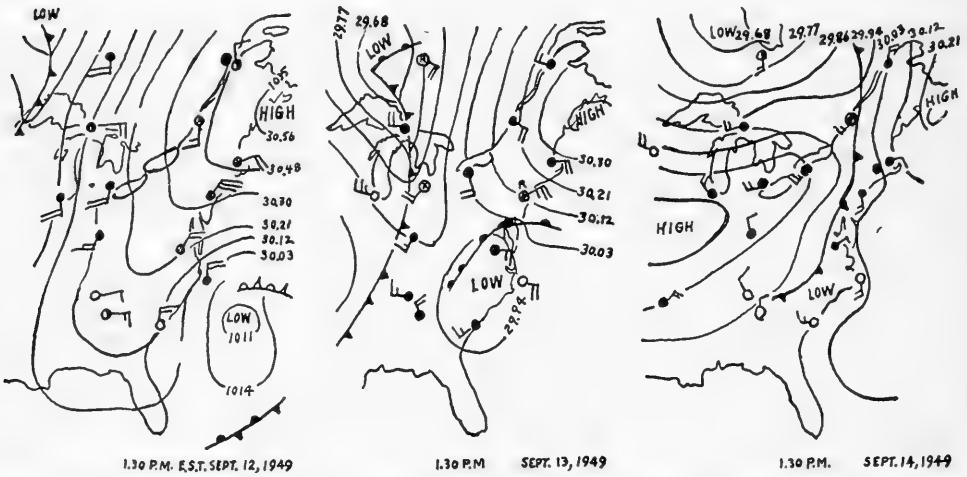 LOW
1015
HIGH
30.56
30.48
30.30
30.21
30.12
30.03
LOW
1011
1014
1.30 P.M. E.S.T. SEPT. 12, 1949
29.77
29.68
LOW
HIGH
30.30
30.21
30.12
30.03
LOW
29.94
R
1.30 P.M SEPT. 13, 1949
LOW 29.68
29.77
29.86
29.94
30.03
30.12
30.21
HIGH
HIGH
LOW
1.30 P.M. SEPT. 14, 1949